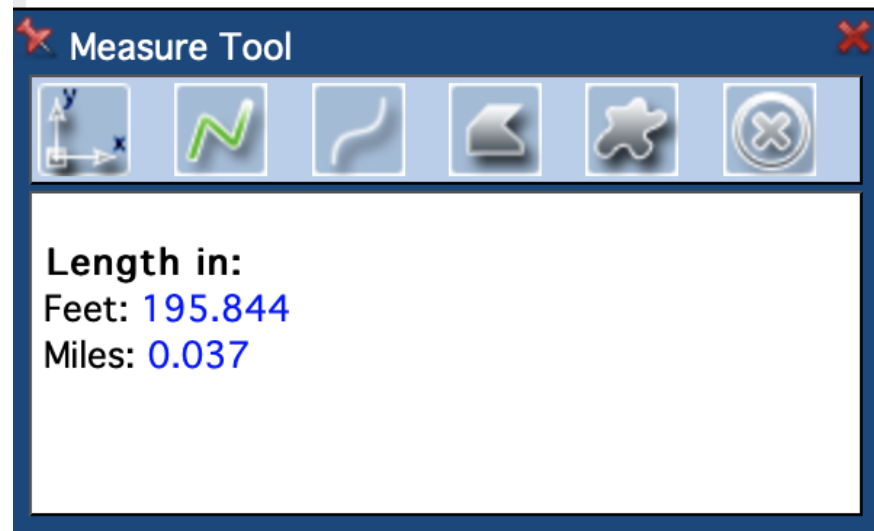 Measure Tool
y
x
Length in:
Feet: 195.844
Miles: 0.037